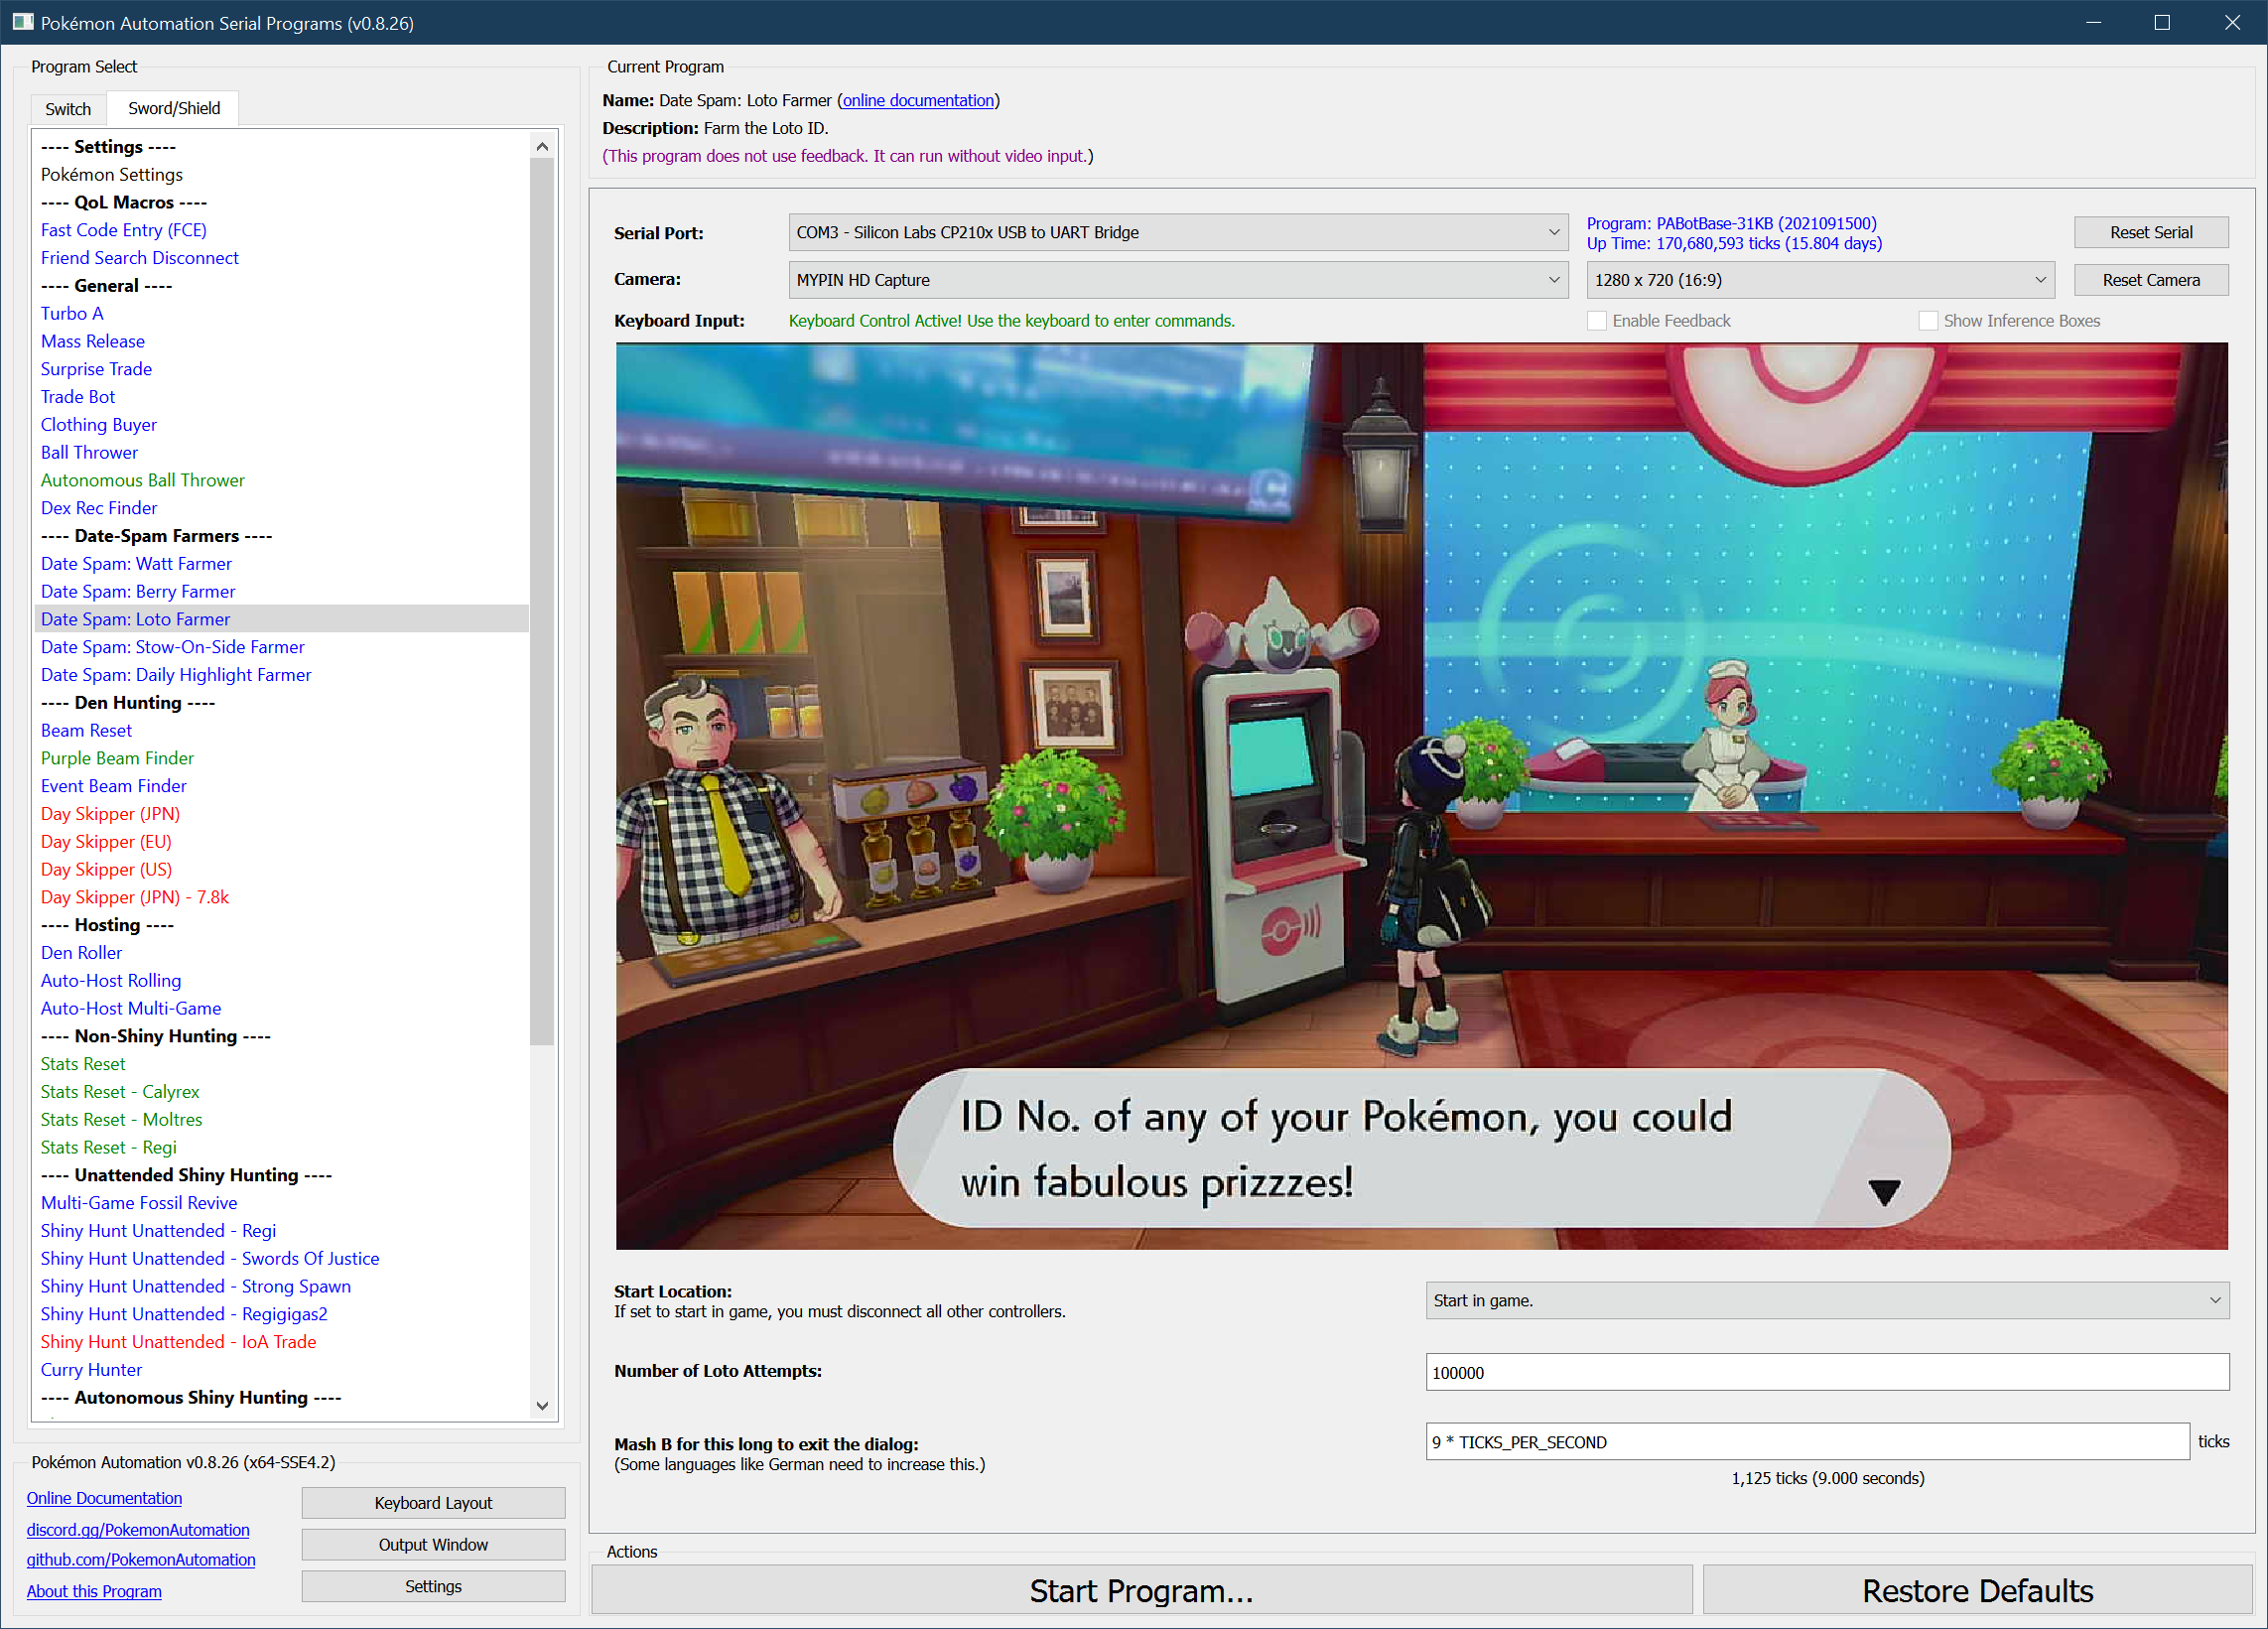 Pokémon Automation Serial Programs (v0.8.26)
Program Select
Switch
Sword/Shield
---- Settings ----
Pokémon Settings
---- QoL Macros ----
Fast Code Entry (FCE)
Friend Search Disconnect
---- General ----
Turbo A
Mass Release
Surprise Trade
Trade Bot
Clothing Buyer
Ball Thrower
Autonomous Ball Thrower
Dex Rec Finder
---- Date-Spam Farmers ----
Date Spam: Watt Farmer
Date Spam: Berry Farmer
Date Spam: Loto Farmer
Date Spam: Stow-On-Side Farmer
Date Spam: Daily Highlight Farmer
---- Den Hunting ----
Beam Reset
Purple Beam Finder
Event Beam Finder
Day Skipper (JPN)
Day Skipper (EU)
Day Skipper (US)
Day Skipper (JPN) - 7.8k
---- Hosting ----
Den Roller
Auto-Host Rolling
Auto-Host Multi-Game
---- Non-Shiny Hunting ----
Stats Reset
Stats Reset - Calyrex
Stats Reset - Moltres
Stats Reset - Regi
---- Unattended Shiny Hunting ----
Multi-Game Fossil Revive
Shiny Hunt Unattended - Regi
Shiny Hunt Unattended - Swords Of Justice
Shiny Hunt Unattended - Strong Spawn
Shiny Hunt Unattended - Regigigas2
Shiny Hunt Unattended - IoA Trade
Curry Hunter
---- Autonomous Shiny Hunting ----
Pokémon Automation v0.8.26 (x64-SSE4.2)
Online Documentation
discord.gg/PokemonAutomation
github.com/PokemonAutomation
About this Program
Keyboard Layout
Output Window
Settings
Current Program
Name: Date Spam: Loto Farmer (online documentation)
Description: Farm the Loto ID.
(This program does not use feedback. It can run without video input.)
Serial Port:
COM3 - Silicon Labs CP210x USB to UART Bridge
Program: PABotBase-31KB (2021091500)
Up Time: 170,680,593 ticks (15.804 days)
Reset Serial
Camera:
MYPIN HD Capture
1280 x 720 (16:9)
Reset Camera
Keyboard Input:
Keyboard Control Active! Use the keyboard to enter commands.
Enable Feedback
Show Inference Boxes
ID No. of any of your Pokémon, you could
win fabulous prizzzes!
Start Location:
If set to start in game, you must disconnect all other controllers.
Start in game.
Number of Loto Attempts:
100000
Mash B for this long to exit the dialog:
(Some languages like German need to increase this.)
9 * TICKS_PER_SECOND
ticks
1,125 ticks (9.000 seconds)
Actions
Start Program...
Restore Defaults